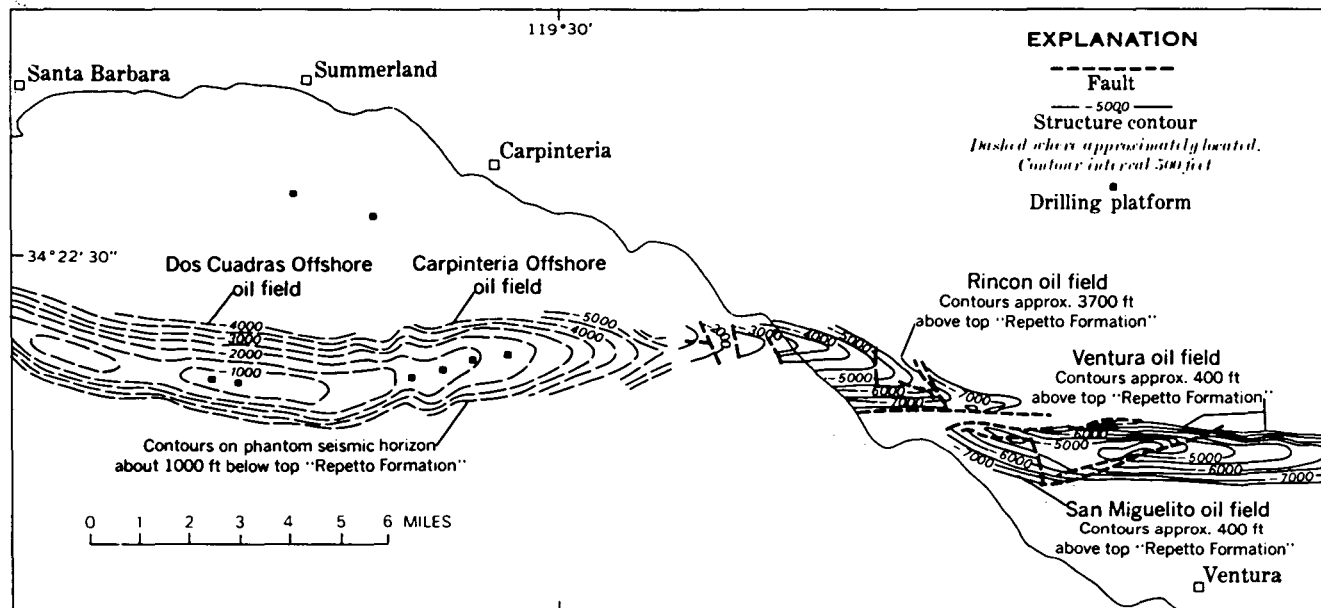 119°30'
EXPLANATION
Fault
-5000
Structure contour
Dashed where approximately located.
Contour interval 500 feet
Drilling platform
Santa Barbara
Summerland
Carpinteria
34°22'30"
Dos Cuadras Offshore
oil field
Carpinteria Offshore
oil field
Rincon oil field
Contours approx. 3700 ft
above top "Repetto Formation"
Ventura oil field
Contours approx. 400 ft
above top "Repetto Formation"
4000
3000
-2000
-1000
5000
4000
-3000
4000
5000
-5000
6000
7000
7000
-6000
-5000
-6000
-7000
-5000
-6000
-7000
Contours on phantom seismic horizon
about 1000 ft below top "Repetto Formation"
San Miguelito oil field
Contours approx. 400 ft
above top "Repetto Formation"
0 1 2 3 4 5 6 MILES
Ventura